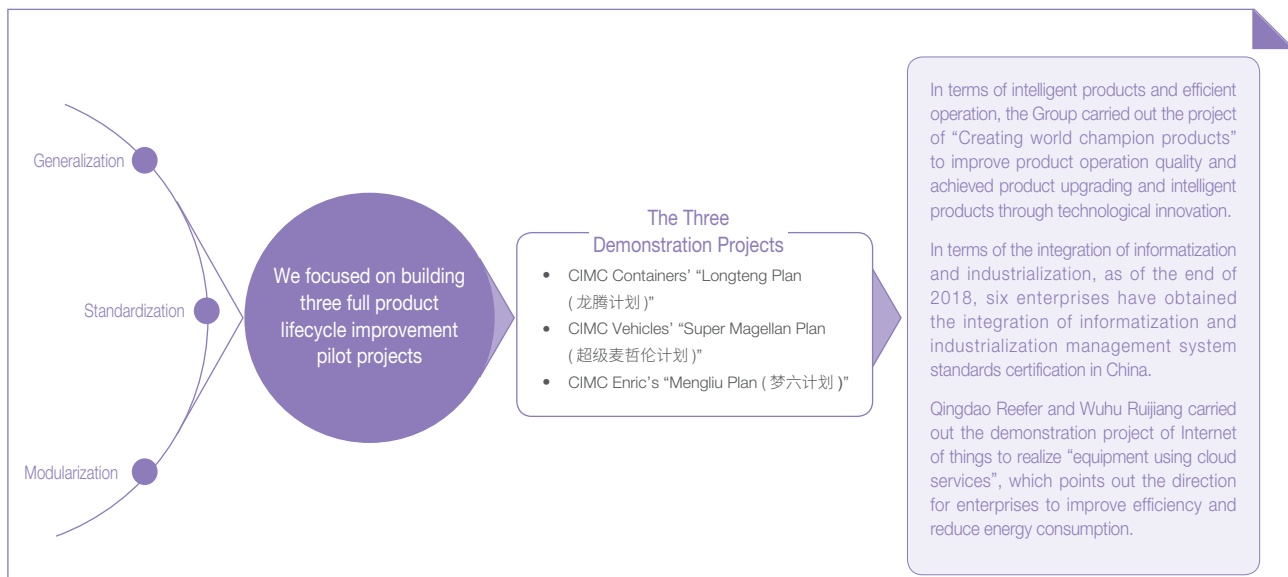 Generalization
Standardization
Modularization
We focused on building
three full product
lifecycle improvement
pilot projects
The Three
Demonstration Projects
• CIMC Containers’ “Longteng Plan
(龙腾计划)”
• CIMC Vehicles’ “Super Magellan Plan
(超级麦哲伦计划)”
• CIMC Enric’s “Mengliu Plan (梦六计划)”
In terms of intelligent products and efficient
operation, the Group carried out the project
of “Creating world champion products”
to improve product operation quality and
achieved product upgrading and intelligent
products through technological innovation.
In terms of the integration of informatization
and industrialization, as of the end of
2018, six enterprises have obtained
the integration of informatization and
industrialization management system
standards certification in China.
Qingdao Reefer and Wuhu Ruijiang carried
out the demonstration project of Internet
of things to realize “equipment using cloud
services”, which points out the direction
for enterprises to improve efficiency and
reduce energy consumption.